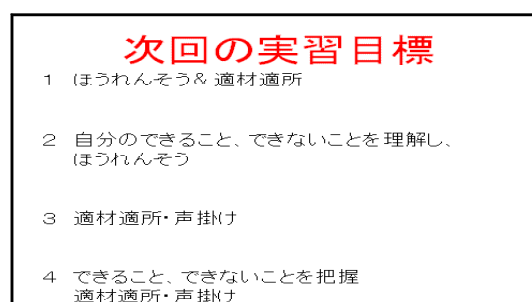 次回の実習目標
1 ほうれんそう& 適材適所
2 自分のできること、できないことを理解し、
ほうれんそう
3 適材適所・声掛け
4 できること、できないことを把握
適材適所・声掛け